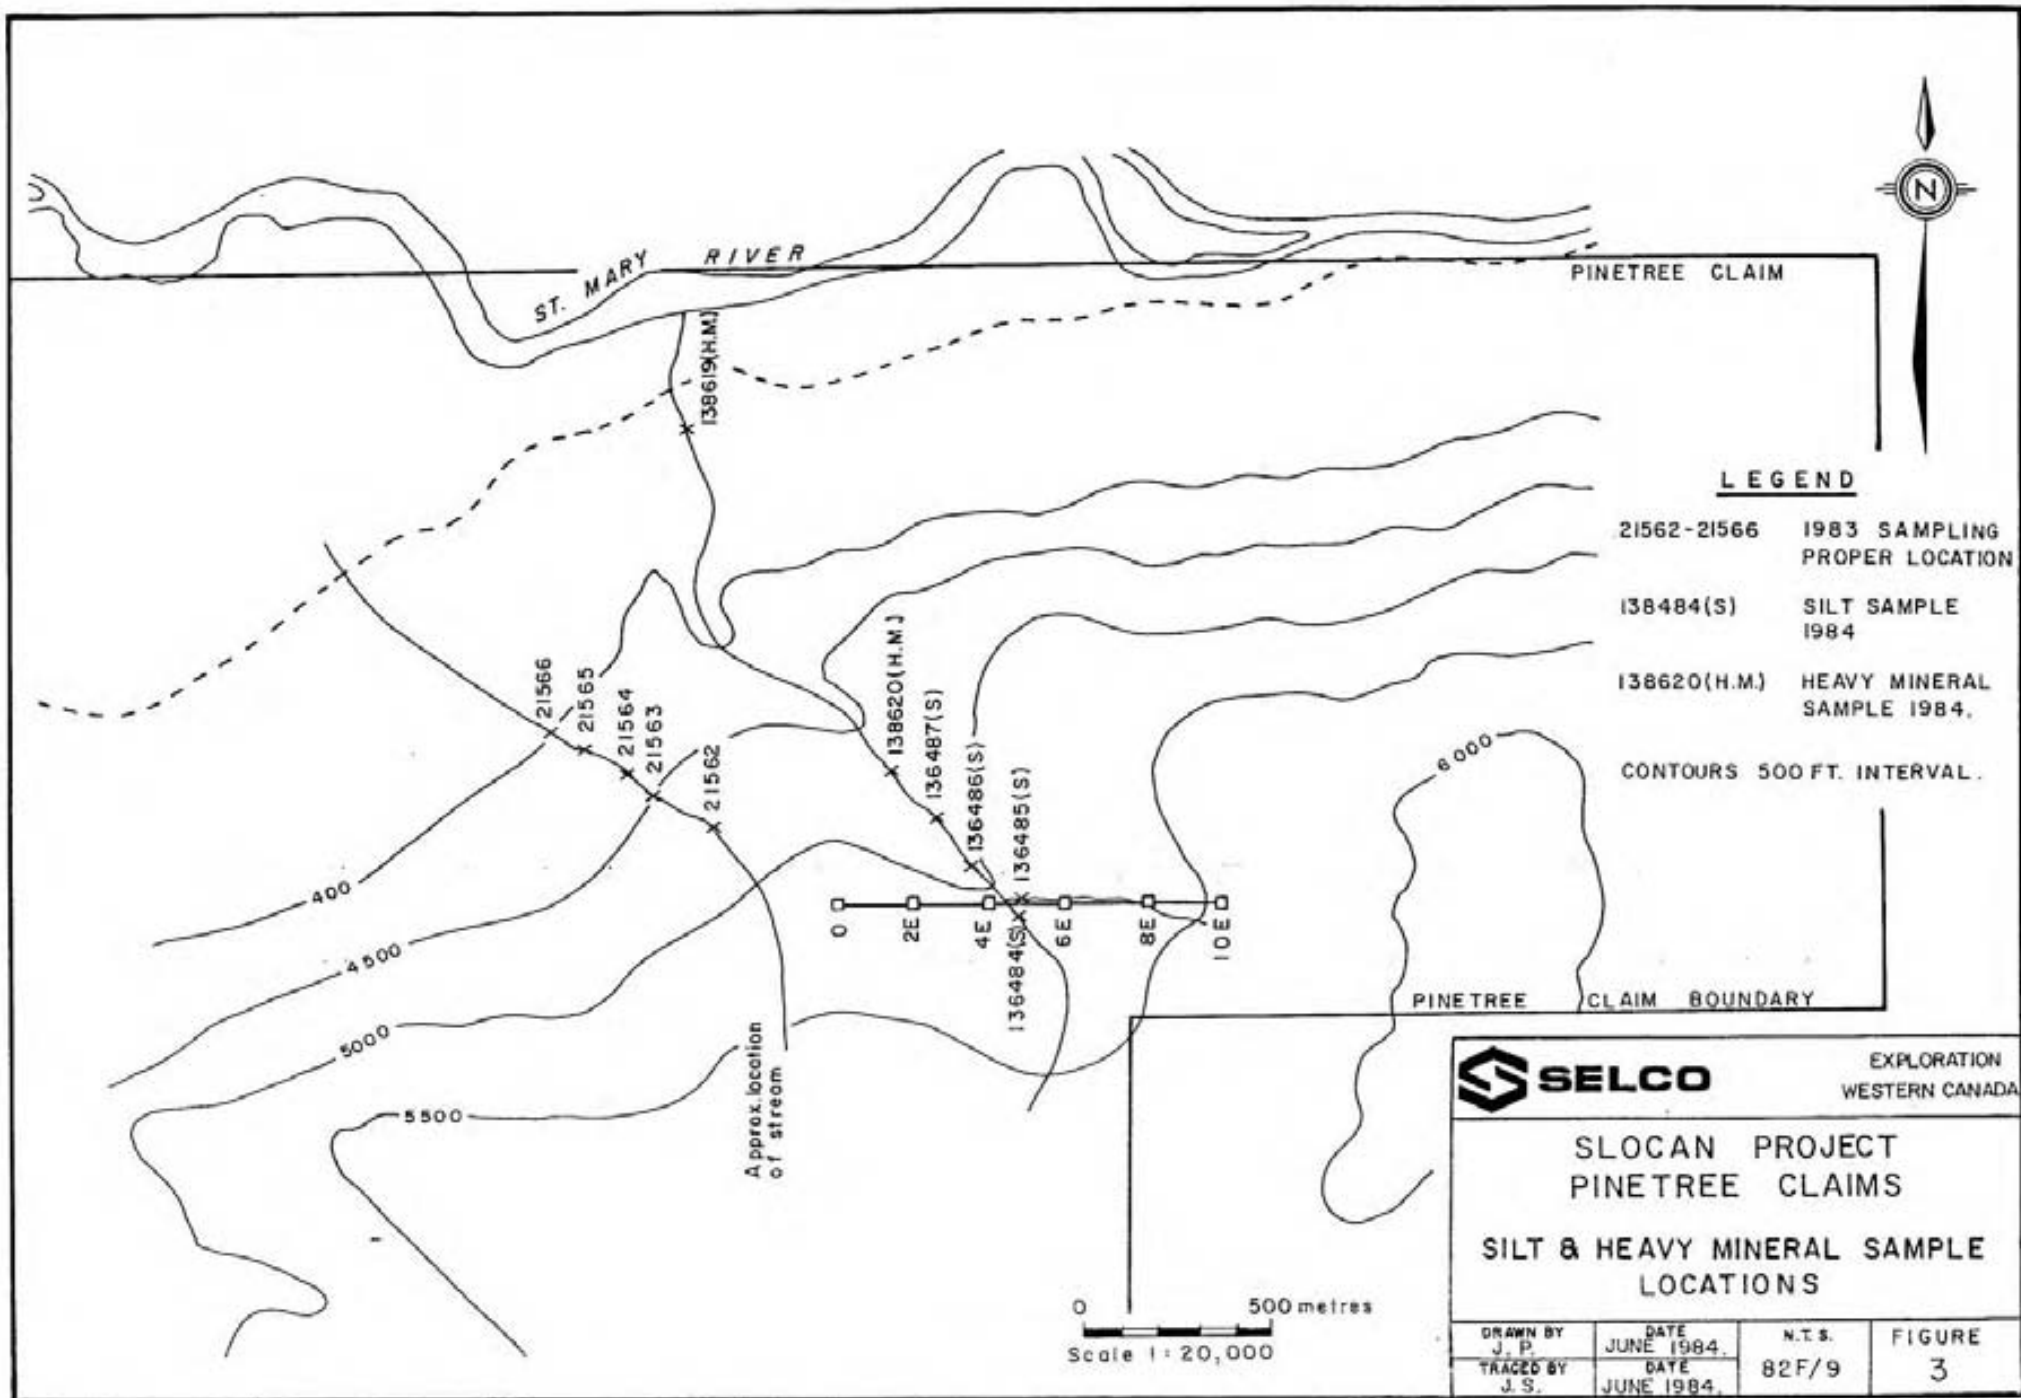 ST. MARY RIVER
PINETREE CLAIM
N
138619(H.M.)
LEGEND
21562-21566 1983 SAMPLING
PROPER LOCATION
138484(S) SILT SAMPLE
1984
138620(H.M.) HEAVY MINERAL
SAMPLE 1984.
CONTOURS 500 FT. INTERVAL.
21566
21565
21564
21563
21562
138620(H.M.)
136487(S)
136486(S)
136485(S)
136484(S)
6000
400
4500
5000
5500
0
2E
4E
6E
8E
10E
Approx. location
of stream
PINETREE CLAIM BOUNDARY
0 500 metres
Scale 1:20,000
SELCO
EXPLORATION
WESTERN CANADA
SLOCAN PROJECT
PINETREE CLAIMS
SILT & HEAVY MINERAL SAMPLE
LOCATIONS
DRAWN BY
J. P.
DATE
JUNE 1984.
TRACED BY
J. S.
DATE
JUNE 1984.
N.T.S.
82F/9
FIGURE
3